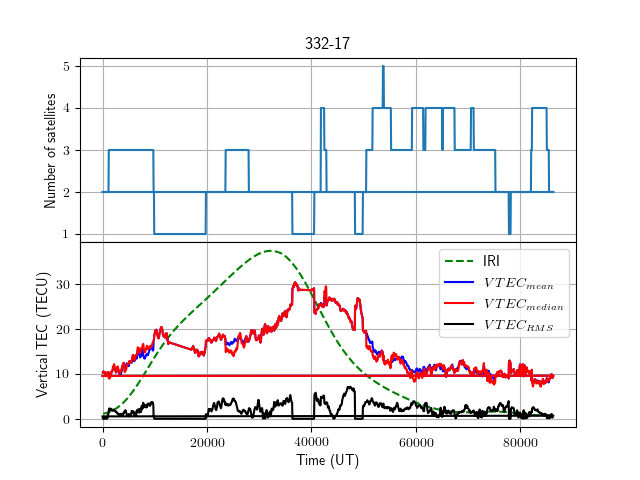 332-17
Number of satellites
5
4
3
2
1
Vertical TEC (TECU)
30
20
10
0
IRI
VTEC_mean
VTEC_median
VTEC_RMS
0 20000 40000 60000 80000
Time (UT)